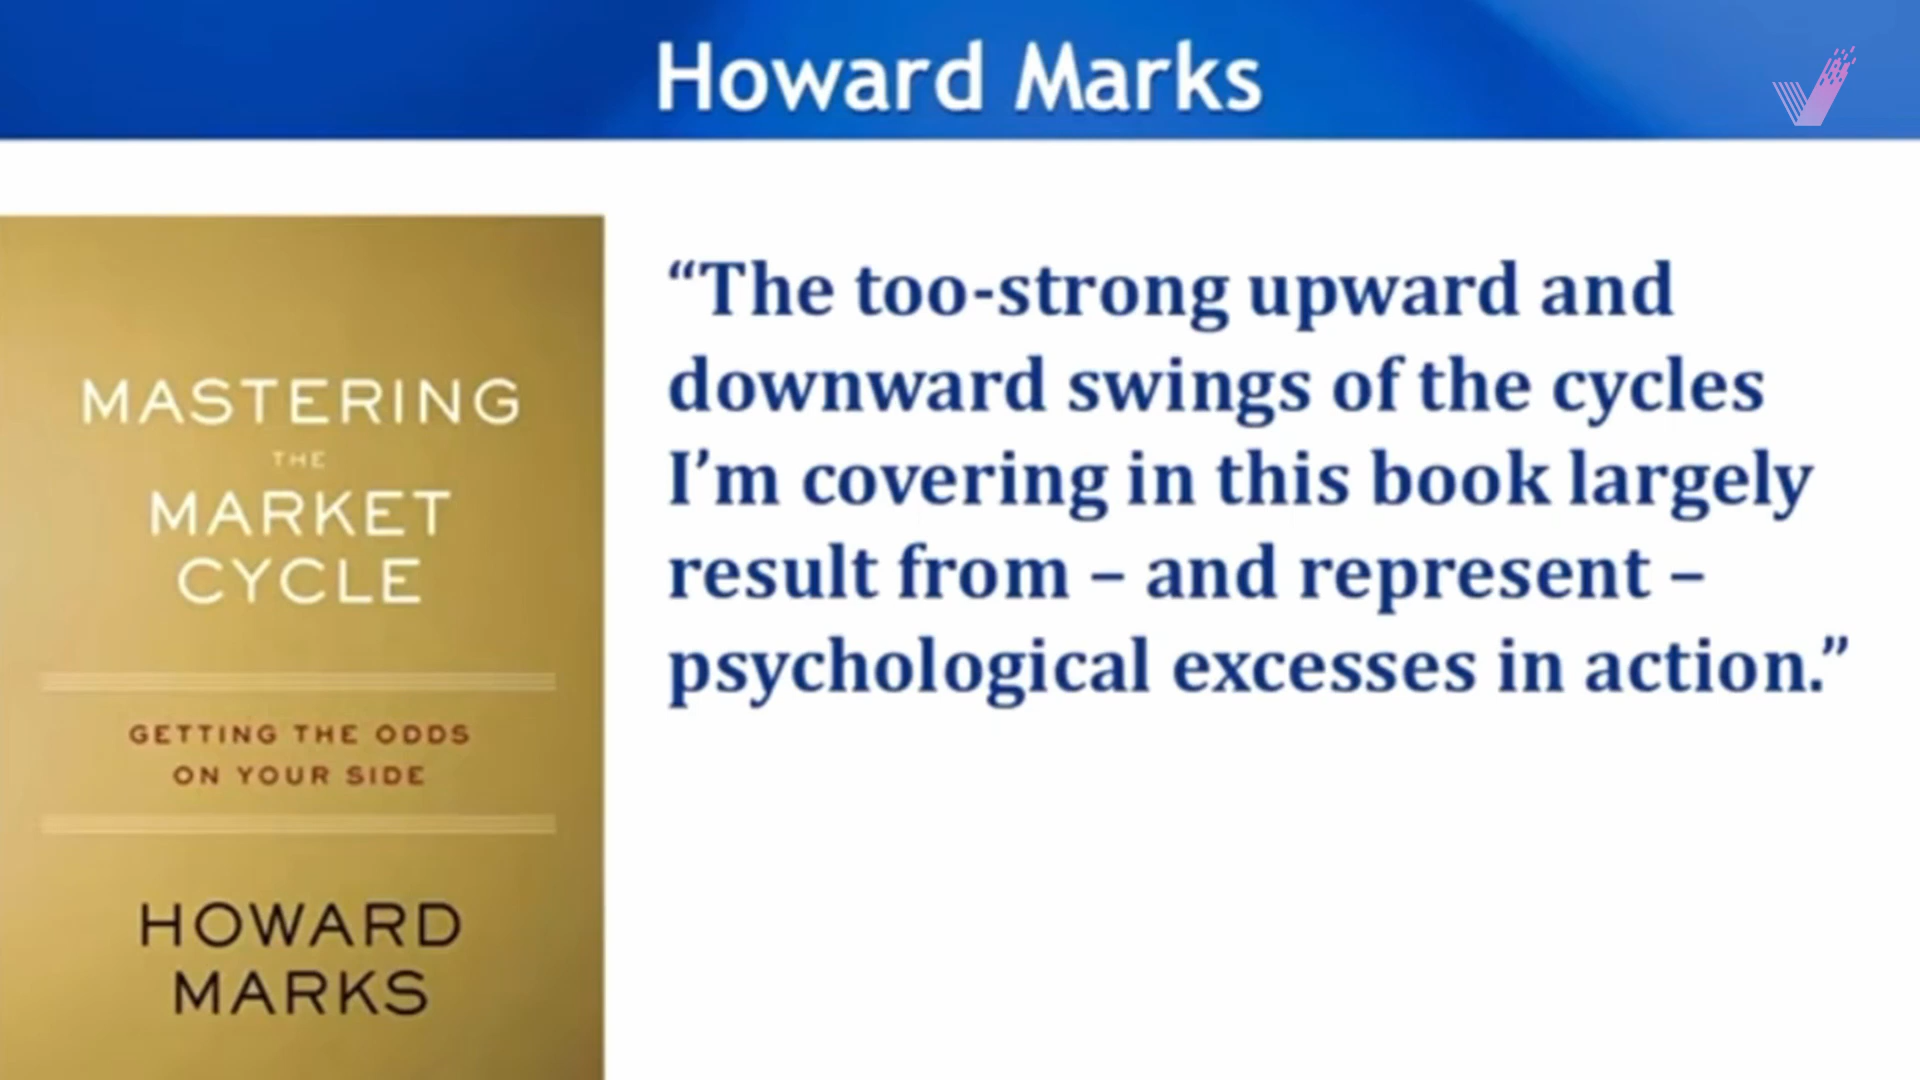 Howard Marks
MASTERING
THE
MARKET
CYCLE
GETTING THE ODDS
ON YOUR SIDE
HOWARD
MARKS
“The too-strong upward and
downward swings of the cycles
I’m covering in this book largely
result from – and represent –
psychological excesses in action.”